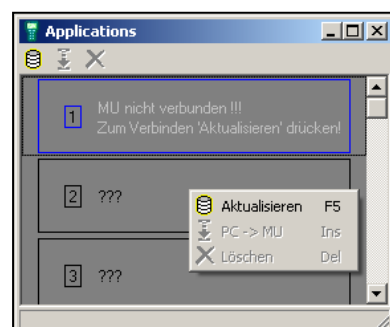 Applications
1
MU nicht verbunden !!!
Zum Verbinden 'Aktualisieren' drücken!
2 ???
Aktualisieren F5
PC -> MU Ins
Löschen Del
3 ???